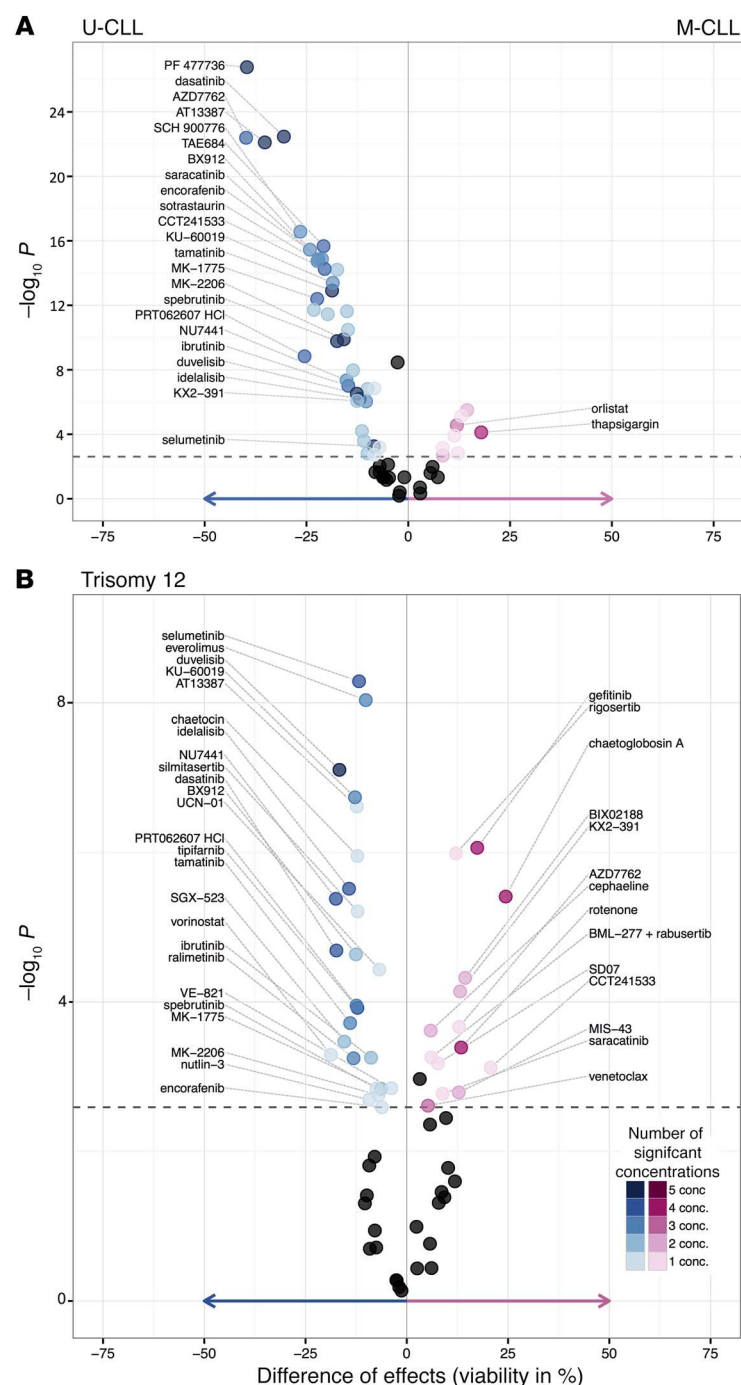 A
U-CLL
M-CLL
PF 477736
dasatinib
AZD7762
AT13387
SCH 900776
TAE684
BX912
saracatinib
encorafenib
sotrastaurin
CCT241533
KU-60019
tamatinib
MK-1775
MK-2206
spebrutinib
PRT062607 HCl
NU7441
ibrutinib
duvelisib
idelalisib
KX2-391
selumetinib
orlistat
thapsigargin
−log10 P
24
20
16
12
8
4
0
−75
−50
−25
0
25
50
75
B
Trisomy 12
selumetinib
everolimus
duvelisib
KU-60019
AT13387
chaetocin
idelalisib
NU7441
silmitasertib
dasatinib
BX912
UCN-01
PRT062607 HCl
tipifarnib
tamatinib
SGX-523
vorinostat
ibrutinib
ralimetinib
VE-821
spebrutinib
MK-1775
MK-2206
nutlin-3
encorafenib
gefitinib
rigosertib
chaetoglobosin A
BIX02188
KX2-391
AZD7762
cephaeline
rotenone
BML-277 + rabusertib
SD07
CCT241533
MIS-43
saracatinib
venetoclax
−log10 P
8
4
0
Number of
signifcant
concentrations
5 conc
4 conc.
3 conc.
2 conc.
1 conc.
−75
−50
−25
0
25
50
75
Difference of effects (viability in %)